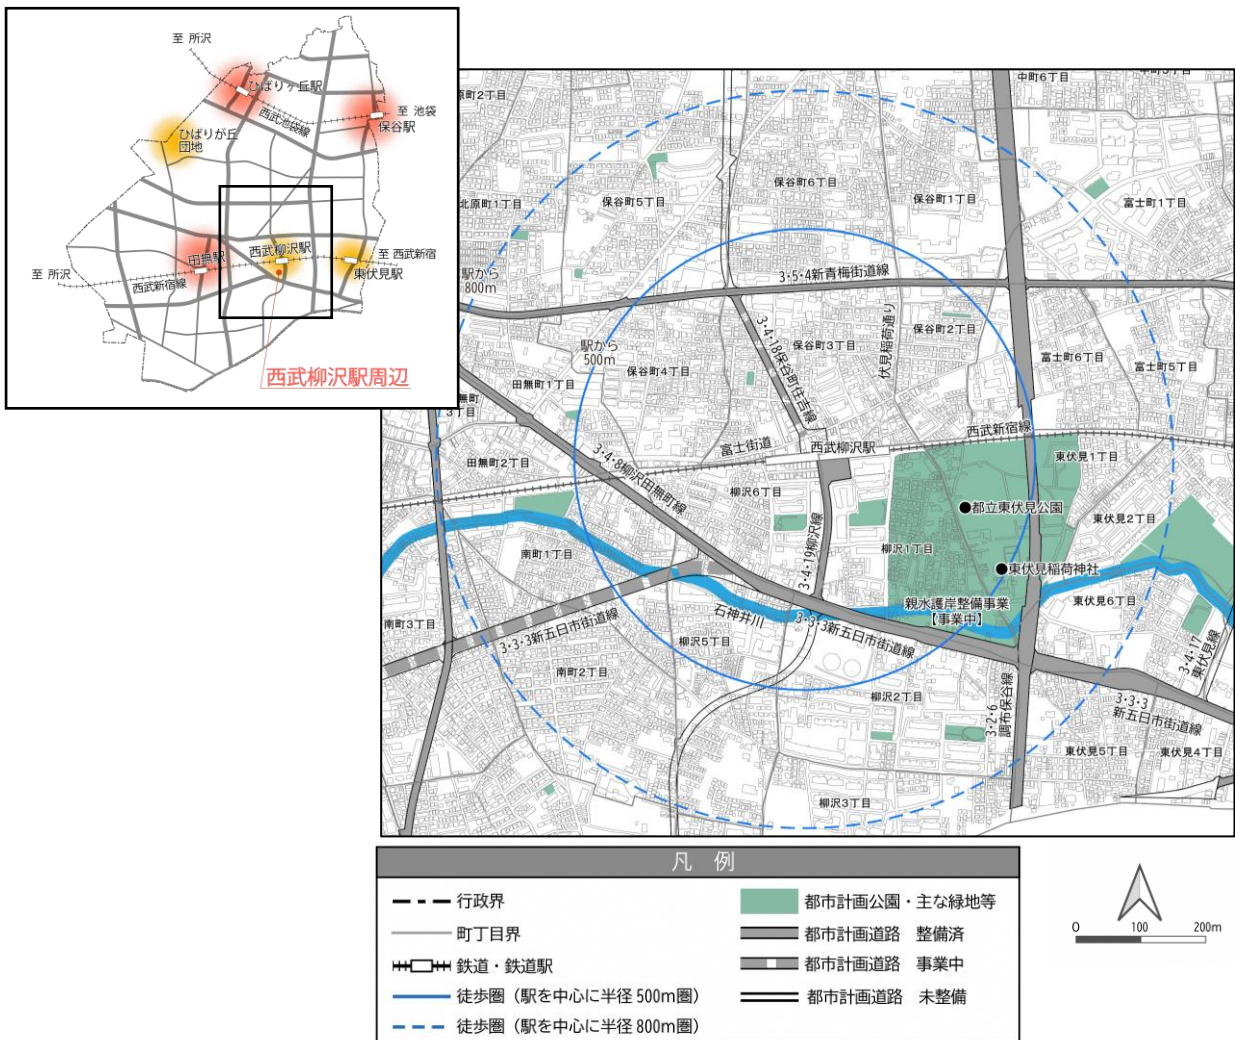 至 所沢
ひばりヶ丘駅
西武池袋線
至 池袋
保谷駅
ひばりが丘
団地
田無駅
西武柳沢駅
至 西武新宿
東伏見駅
至 所沢
西武新宿線
西武柳沢駅周辺
中町6丁目
保谷町6丁目
保谷町5丁目
保谷町1丁目
富士町1丁目
北原町1丁目
駅から
800m
3・5・4新青梅街道線
伏見稲荷通り
保谷町2丁目
駅から
500m
3・4・18保谷町住吉線
保谷町3丁目
保谷町4丁目
富士町6丁目
富士町5丁目
田無町1丁目
3丁目
西武新宿線
富士街道
西武柳沢駅
田無町2丁目
3・4・8柳沢田無町線
東伏見1丁目
柳沢6丁目
都立東伏見公園
東伏見2丁目
3・4・19柳沢線
柳沢1丁目
南町1丁目
東伏見稲荷神社
親水護岸整備事業
【事業中】
東伏見6丁目
石神井川
3・3・3新五日市街道線
南町3丁目
3・3・3新五日市街道線
柳沢5丁目
南町2丁目
3・4・17
東伏見線
柳沢2丁目
3・2・6
調布保谷線
3・3・3
新五日市街道線
東伏見5丁目
東伏見4丁目
柳沢3丁目
凡 例
行政界
町丁目界
鉄道・鉄道駅
徒歩圏（駅を中心に半径 500m圏）
徒歩圏（駅を中心に半径 800m圏）
都市計画公園・主な緑地等
都市計画道路 整備済
都市計画道路 事業中
都市計画道路 未整備
0 100 200m